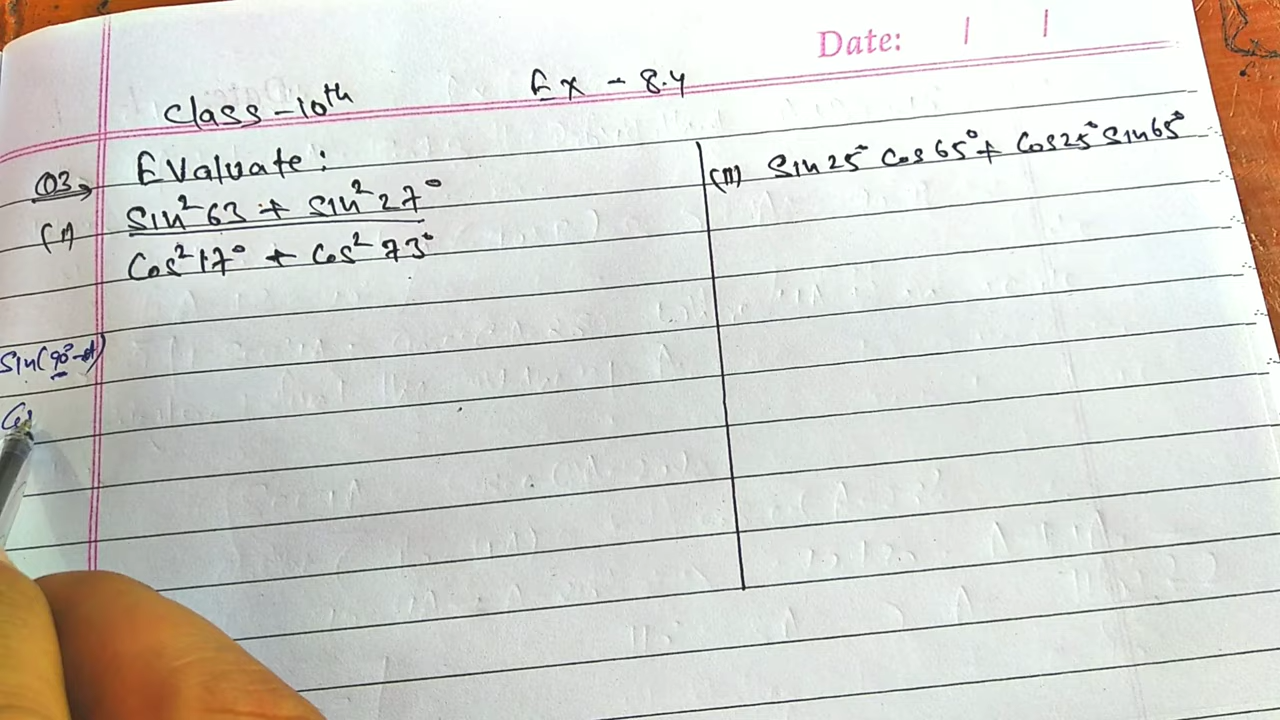 Date:
Class-10th Ex - 8.4
Q3 Evaluate:
(i) Sin²63 + Sin²27°
Cos²17° + Cos²73°
(ii) Sin25° Cos65° + Cos25° Sin65°
Sin(90°-θ)